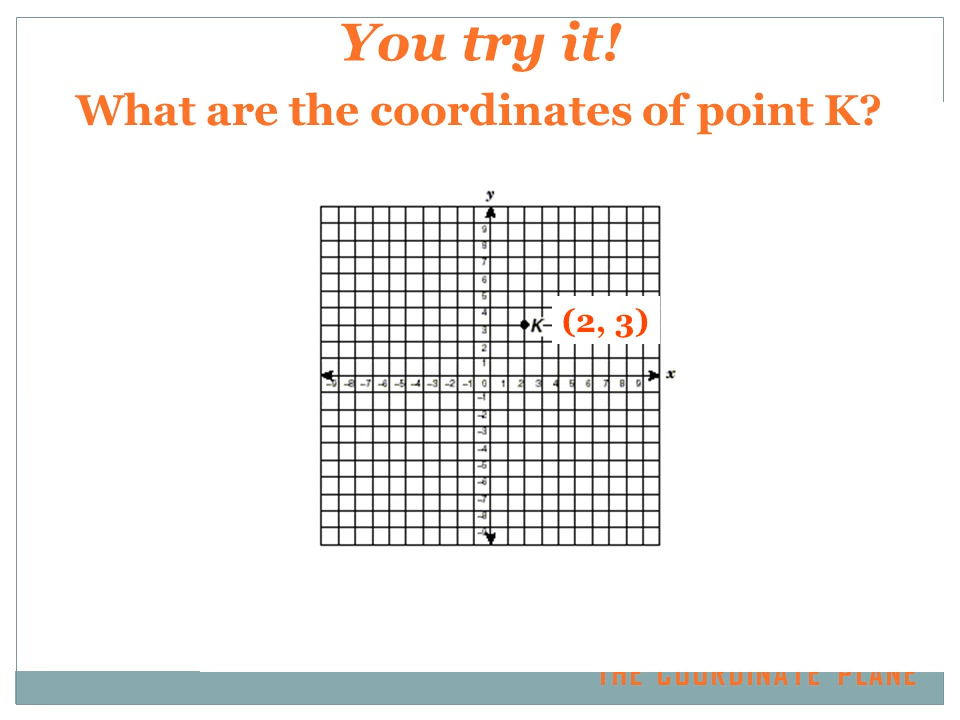 You try it!
What are the coordinates of point K?
y
9
8
7
6
5
4
K (2, 3)
3
2
1
x
–9 –8 –7 –6 –5 –4 –3 –2 –1 0 1 2 3 4 5 6 7 8 9
–1
–2
–3
–4
–5
–6
–7
–8
–9
THE COORDINATE PLANE